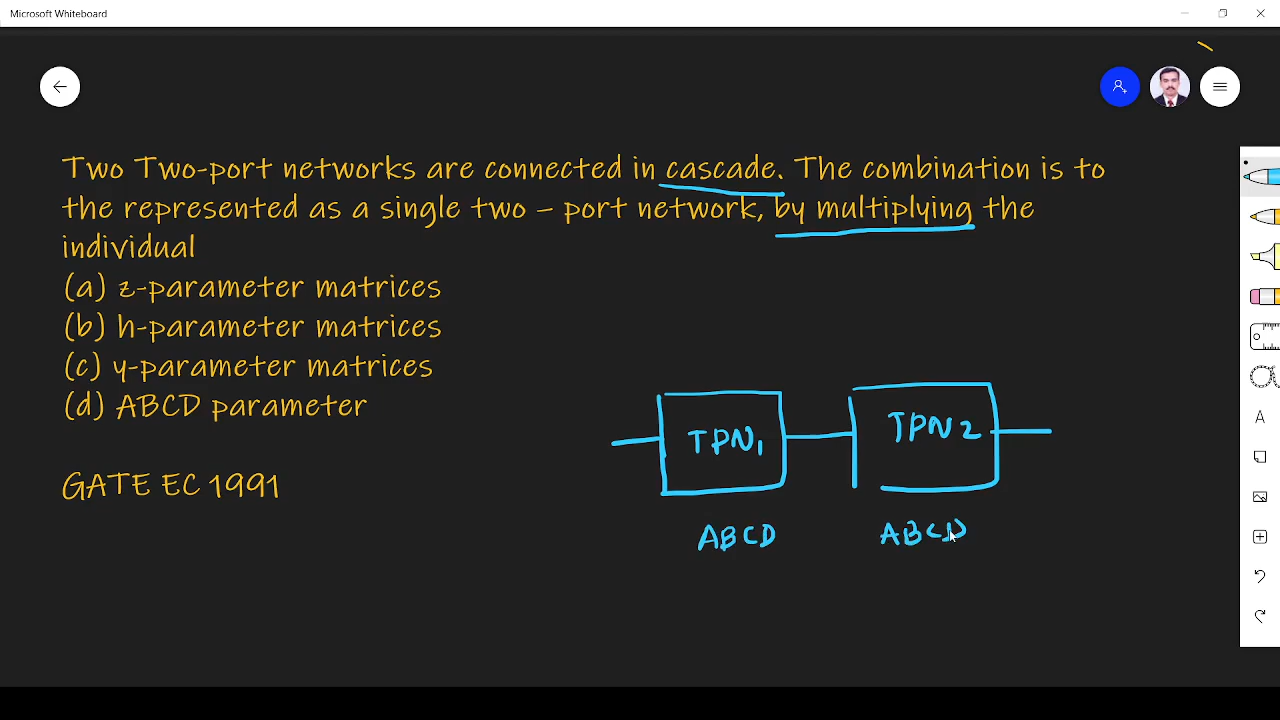 Microsoft Whiteboard
Two Two-port networks are connected in cascade. The combination is to
the represented as a single two – port network, by multiplying the
individual
(a) z-parameter matrices
(b) h-parameter matrices
(c) y-parameter matrices
(d) ABCD parameter
GATE EC 1991
TPN1
TPN2
ABCD
ABCD
A